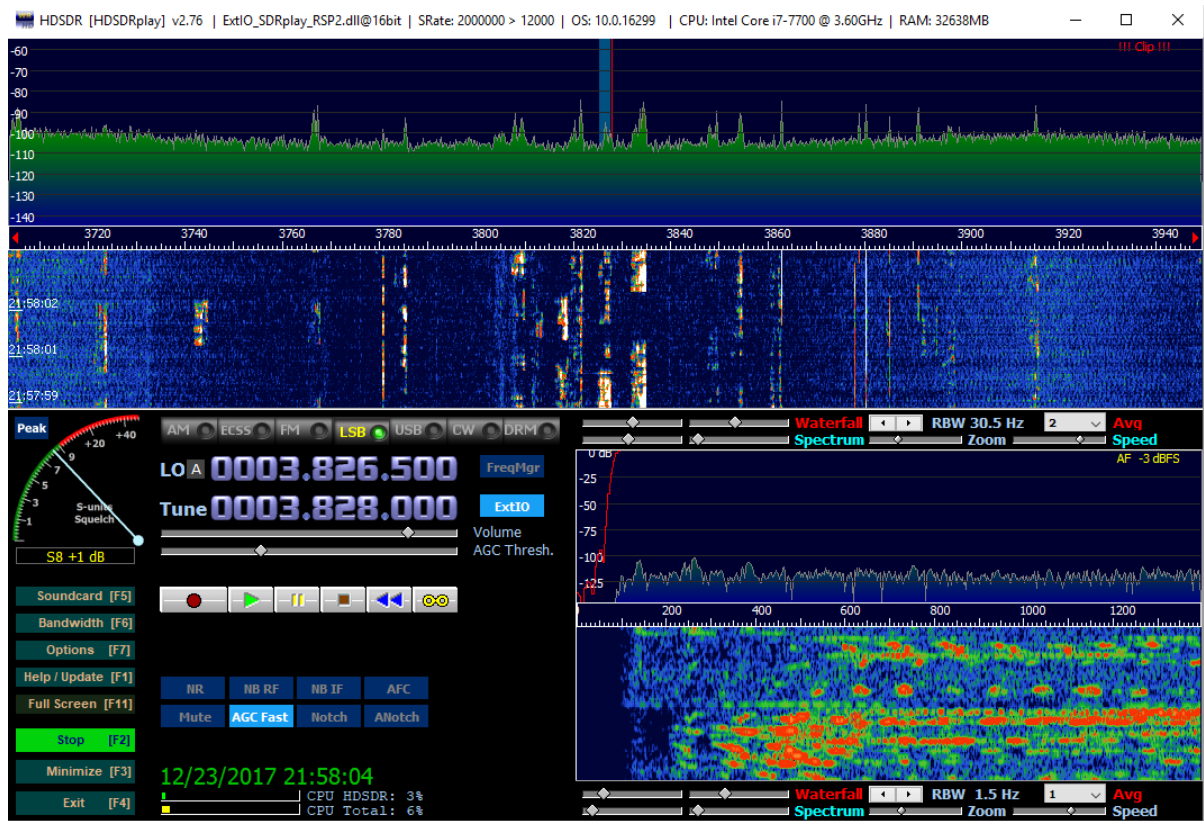 HDSDR [HDSDRplay] v2.76 | ExtIO_SDRplay_RSP2.dll@16bit | SRate: 2000000 > 12000 | OS: 10.0.16299 | CPU: Intel Core i7-7700 @ 3.60GHz | RAM: 32638MB
!!! Clip !!!
-60
-70
-80
-90
-100
-110
-120
-130
-140
3720 3740 3760 3780 3800 3820 3840 3860 3880 3900 3920 3940
21:58:02
21:58:01
21:57:59
Peak
1 3 5 7 9 +20 +40
S-units
Squelch
S8 +1 dB
AM ECSS FM LSB USB CW DRM
LO A 0003.826.500 FreqMgr
Tune 0003.828.000 ExtIO
Volume
AGC Thresh.
Waterfall RBW 30.5 Hz 2 Avg
Spectrum Zoom Speed
0 dB AF -3 dBFS
-25
-50
-75
-100
-125
200 400 600 800 1000 1200
Soundcard [F5]
Bandwidth [F6]
Options [F7]
Help / Update [F1]
Full Screen [F11]
Stop [F2]
Minimize [F3]
Exit [F4]
NR NB RF NB IF AFC
Mute AGC Fast Notch ANotch
12/23/2017 21:58:04
CPU HDSDR: 3%
CPU Total: 6%
Waterfall RBW 1.5 Hz 1 Avg
Spectrum Zoom Speed